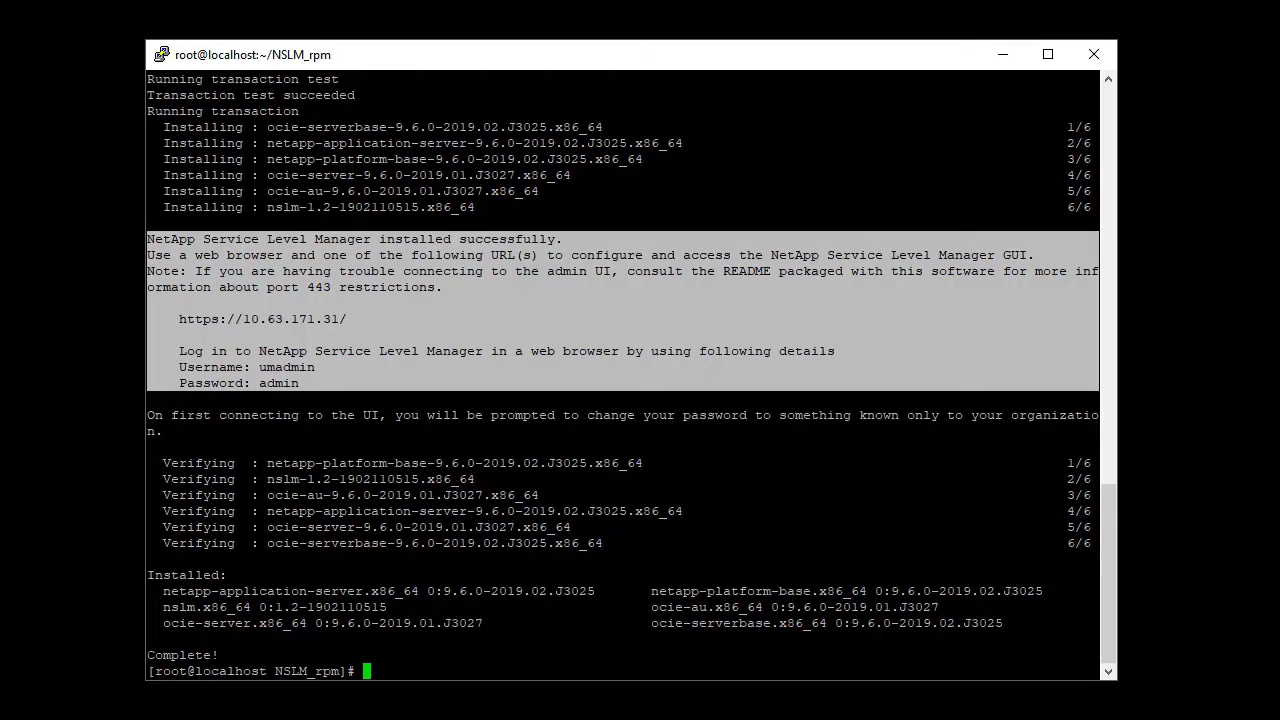 root@localhost:~/NSLM_rpm
Running transaction test
Transaction test succeeded
Running transaction
Installing : ocie-serverbase-9.6.0-2019.02.J3025.x86_64 1/6
Installing : netapp-application-server-9.6.0-2019.02.J3025.x86_64 2/6
Installing : netapp-platform-base-9.6.0-2019.02.J3025.x86_64 3/6
Installing : ocie-server-9.6.0-2019.01.J3027.x86_64 4/6
Installing : ocie-au-9.6.0-2019.01.J3027.x86_64 5/6
Installing : nslm-1.2-1902110515.x86_64 6/6
NetApp Service Level Manager installed successfully.
Use a web browser and one of the following URL(s) to configure and access the NetApp Service Level Manager GUI.
Note: If you are having trouble connecting to the admin UI, consult the README packaged with this software for more inf
ormation about port 443 restrictions.
https://10.63.171.31/
Log in to NetApp Service Level Manager in a web browser by using following details
Username: umadmin
Password: admin
On first connecting to the UI, you will be prompted to change your password to something known only to your organizatio
n.
Verifying : netapp-platform-base-9.6.0-2019.02.J3025.x86_64 1/6
Verifying : nslm-1.2-1902110515.x86_64 2/6
Verifying : ocie-au-9.6.0-2019.01.J3027.x86_64 3/6
Verifying : netapp-application-server-9.6.0-2019.02.J3025.x86_64 4/6
Verifying : ocie-server-9.6.0-2019.01.J3027.x86_64 5/6
Verifying : ocie-serverbase-9.6.0-2019.02.J3025.x86_64 6/6
Installed:
netapp-application-server.x86_64 0:9.6.0-2019.02.J3025 netapp-platform-base.x86_64 0:9.6.0-2019.02.J3025
nslm.x86_64 0:1.2-1902110515 ocie-au.x86_64 0:9.6.0-2019.01.J3027
ocie-server.x86_64 0:9.6.0-2019.01.J3027 ocie-serverbase.x86_64 0:9.6.0-2019.02.J3025
Complete!
[root@localhost NSLM_rpm]#